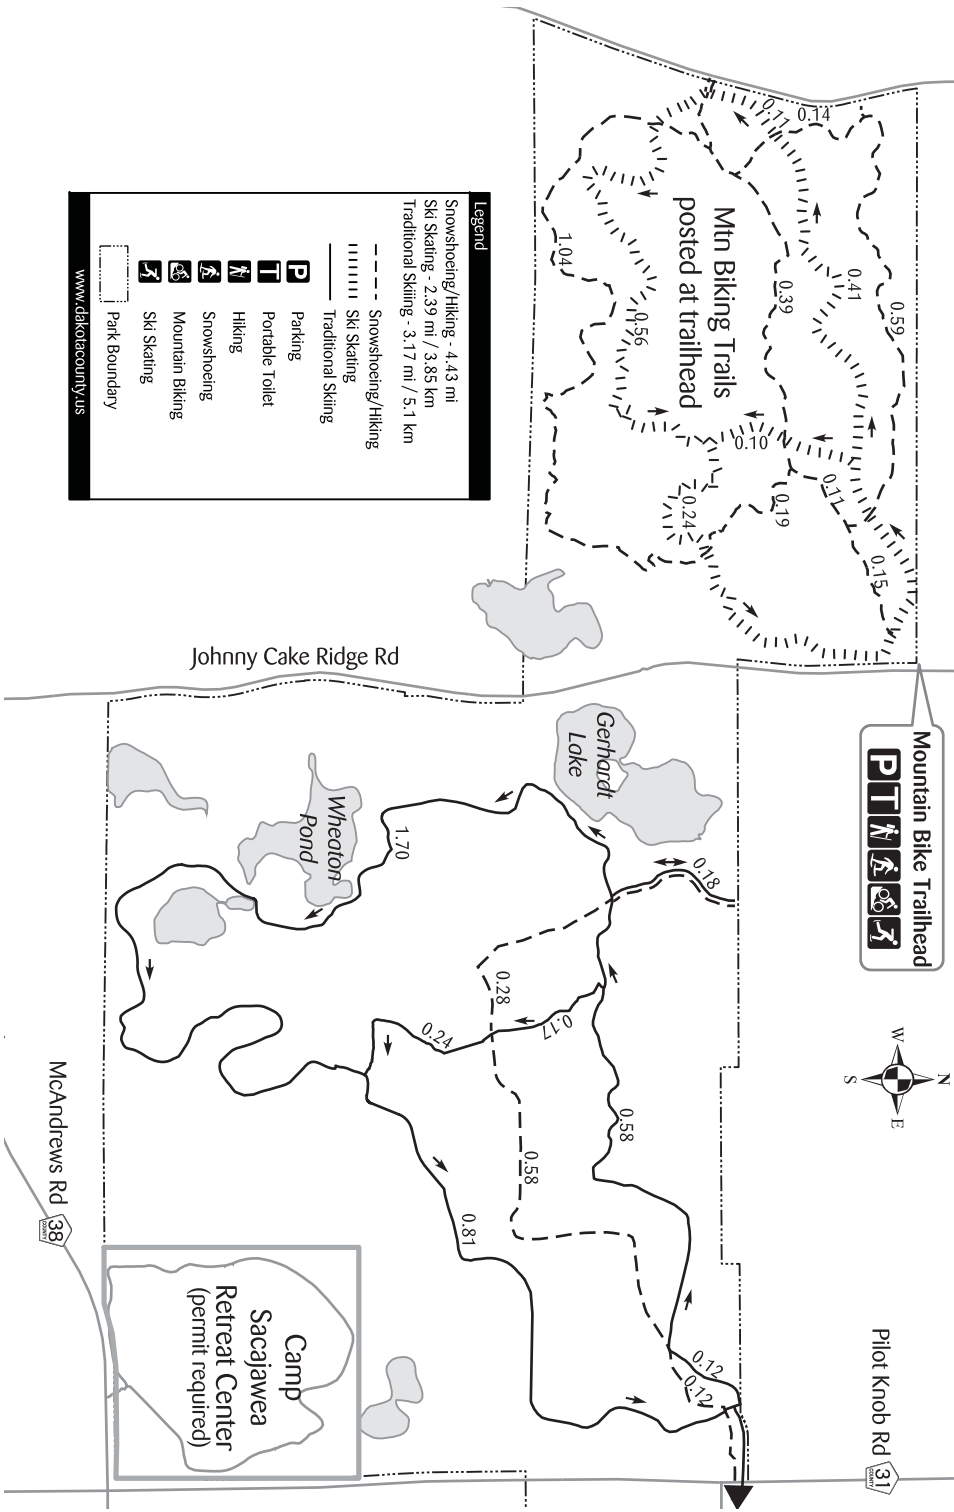 Mountain Bike Trailhead
P T
N
W
E
S
Pilot Knob Rd
31
COUNTY
0.14
0.11
0.59
0.41
0.39
Mtn Biking Trails
posted at trailhead
1.04
0.56
0.10
0.11
0.19
0.24
0.15
Johnny Cake Ridge Rd
Gerhardt
Lake
Wheaton
Pond
0.18
1.70
0.28
0.17
0.24
0.58
0.58
0.81
0.12
0.12
McAndrews Rd
38
COUNTY
Camp
Sacajawea
Retreat Center
(permit required)
Legend
Snowshoeing/Hiking - 4.43 mi
Ski Skating - 2.39 mi / 3.85 km
Traditional Skiing - 3.17 mi / 5.1 km
Snowshoeing/Hiking
Ski Skating
Traditional Skiing
P Parking
T Portable Toilet
Hiking
Snowshoeing
Mountain Biking
Ski Skating
Park Boundary
www.dakotacounty.us